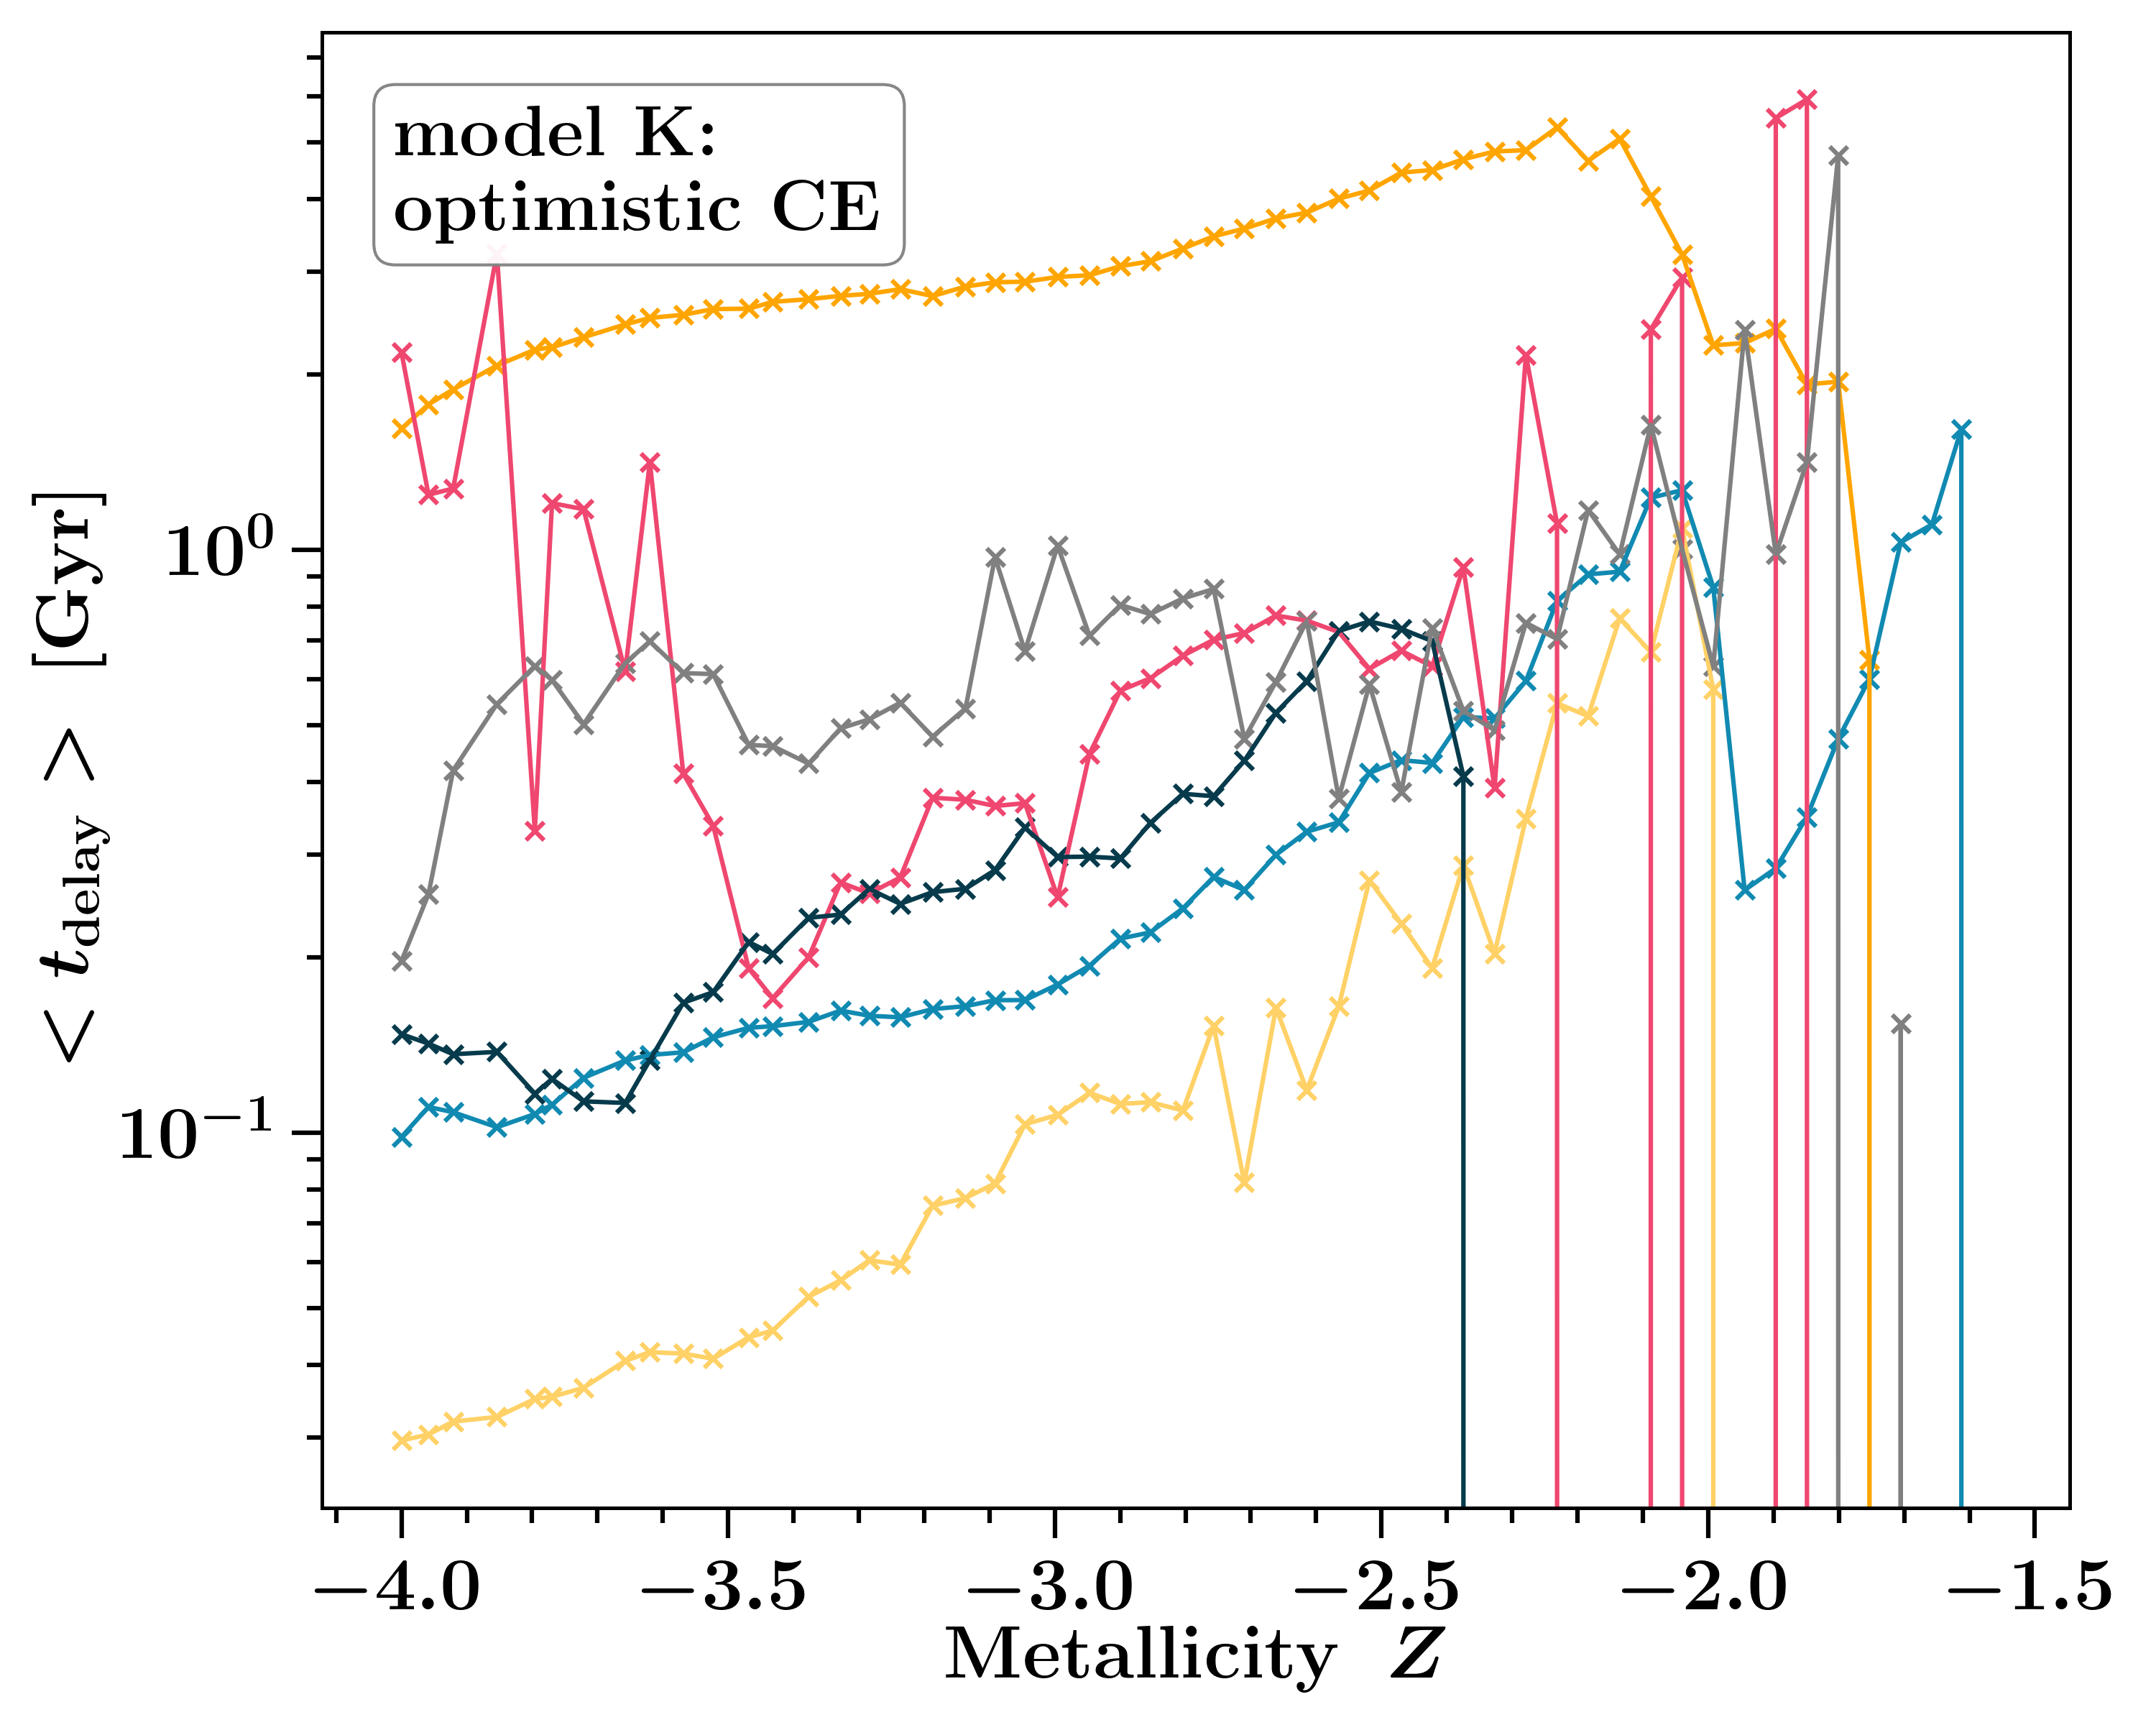 model K:
optimistic CE
< t_delay > [Gyr]
10^0
10^−1
−4.0 −3.5 −3.0 −2.5 −2.0 −1.5
Metallicity Z